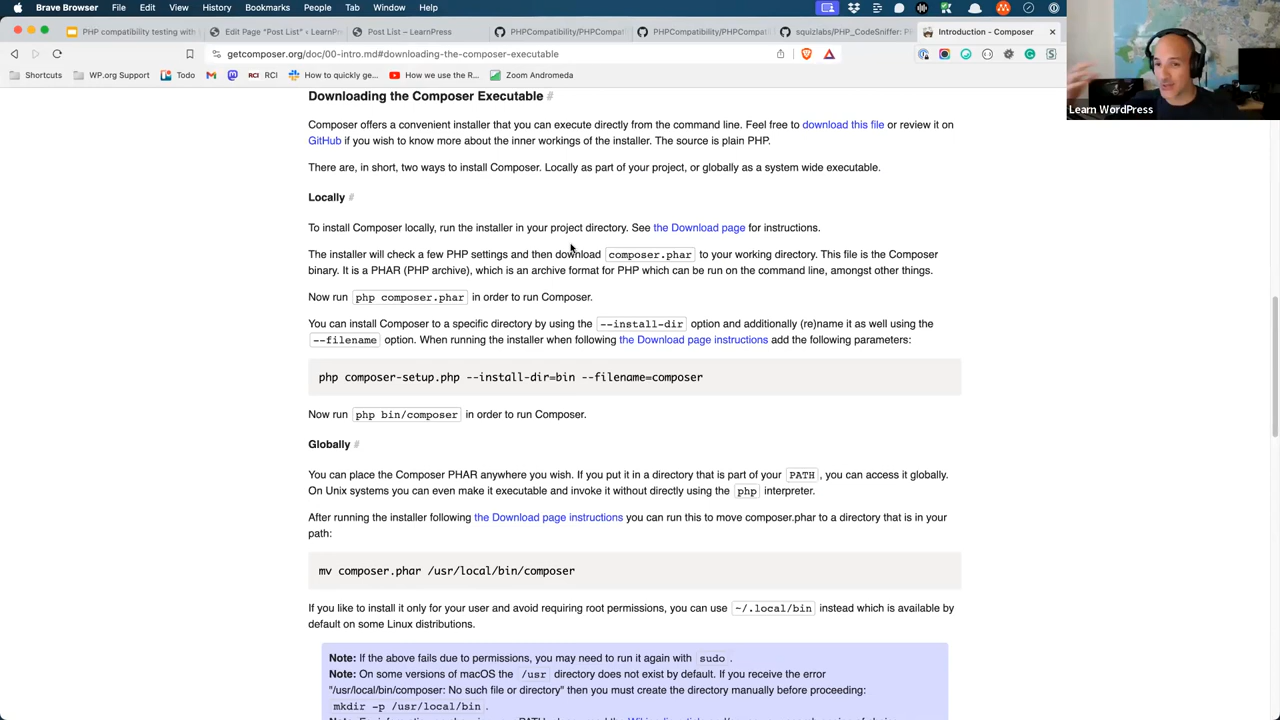 PHP compatibility testing with
Edit Page "Post List" ‹ LearnPr
Post List – LearnPress
PHPCompatibility/PHPCompat
PHPCompatibility/PHPCompat
squizlabs/PHP_CodeSniffer: P
Introduction - Composer
getcomposer.org/doc/00-intro.md#downloading-the-composer-executable
Shortcuts
WP.org Support
Todo
RCI RCI
How to quickly ge...
How we use the R...
Zoom Andromeda
Learn WordPress
Downloading the Composer Executable #
Composer offers a convenient installer that you can execute directly from the command line. Feel free to download this file or review it on
GitHub if you wish to know more about the inner workings of the installer. The source is plain PHP.
There are, in short, two ways to install Composer. Locally as part of your project, or globally as a system wide executable.
Locally #
To install Composer locally, run the installer in your project directory. See the Download page for instructions.
The installer will check a few PHP settings and then download composer.phar to your working directory. This file is the Composer
binary. It is a PHAR (PHP archive), which is an archive format for PHP which can be run on the command line, amongst other things.
Now run php composer.phar in order to run Composer.
You can install Composer to a specific directory by using the --install-dir option and additionally (re)name it as well using the
--filename option. When running the installer when following the Download page instructions add the following parameters:
php composer-setup.php --install-dir=bin --filename=composer
Now run php bin/composer in order to run Composer.
Globally #
You can place the Composer PHAR anywhere you wish. If you put it in a directory that is part of your PATH, you can access it globally.
On Unix systems you can even make it executable and invoke it without directly using the php interpreter.
After running the installer following the Download page instructions you can run this to move composer.phar to a directory that is in your
path:
mv composer.phar /usr/local/bin/composer
If you like to install it only for your user and avoid requiring root permissions, you can use ~/.local/bin instead which is available by
default on some Linux distributions.
Note: If the above fails due to permissions, you may need to run it again with sudo.
Note: On some versions of macOS the /usr directory does not exist by default. If you receive the error
"/usr/local/bin/composer: No such file or directory" then you must create the directory manually before proceeding:
mkdir -p /usr/local/bin.